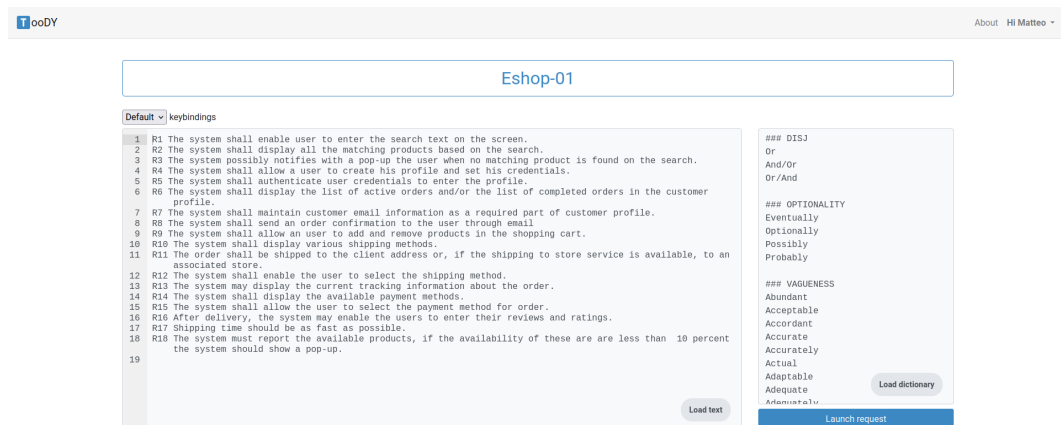 TooDY
About Hi Matteo
Eshop-01
Default keybindings
1 R1 The system shall enable user to enter the search text on the screen.
2 R2 The system shall display all the matching products based on the search.
3 R3 The system possibly notifies with a pop-up the user when no matching product is found on the search.
4 R4 The system shall allow a user to create his profile and set his credentials.
5 R5 The system shall authenticate user credentials to enter the profile.
6 R6 The system shall display the list of active orders and/or the list of completed orders in the customer
profile.
7 R7 The system shall maintain customer email information as a required part of customer profile.
8 R8 The system shall send an order confirmation to the user through email
9 R9 The system shall allow an user to add and remove products in the shopping cart.
10 R10 The system shall display various shipping methods.
11 R11 The order shall be shipped to the client address or, if the shipping to store service is available, to an
associated store.
12 R12 The system shall enable the user to select the shipping method.
13 R13 The system may display the current tracking information about the order.
14 R14 The system shall display the available payment methods.
15 R15 The system shall allow the user to select the payment method for order.
16 R16 After delivery, the system may enable the users to enter their reviews and ratings.
17 R17 Shipping time should be as fast as possible.
18 R18 The system must report the available products, if the availability of these are are less than  10 percent
the system should show a pop-up.
19
Load text
### DISJ
Or
And/Or
Or/And
### OPTIONALITY
Eventually
Optionally
Possibly
Probably
### VAGUENESS
Abundant
Acceptable
Accordant
Accurate
Accurately
Actual
Adaptable
Adequate
Adequately
Load dictionary
Launch request